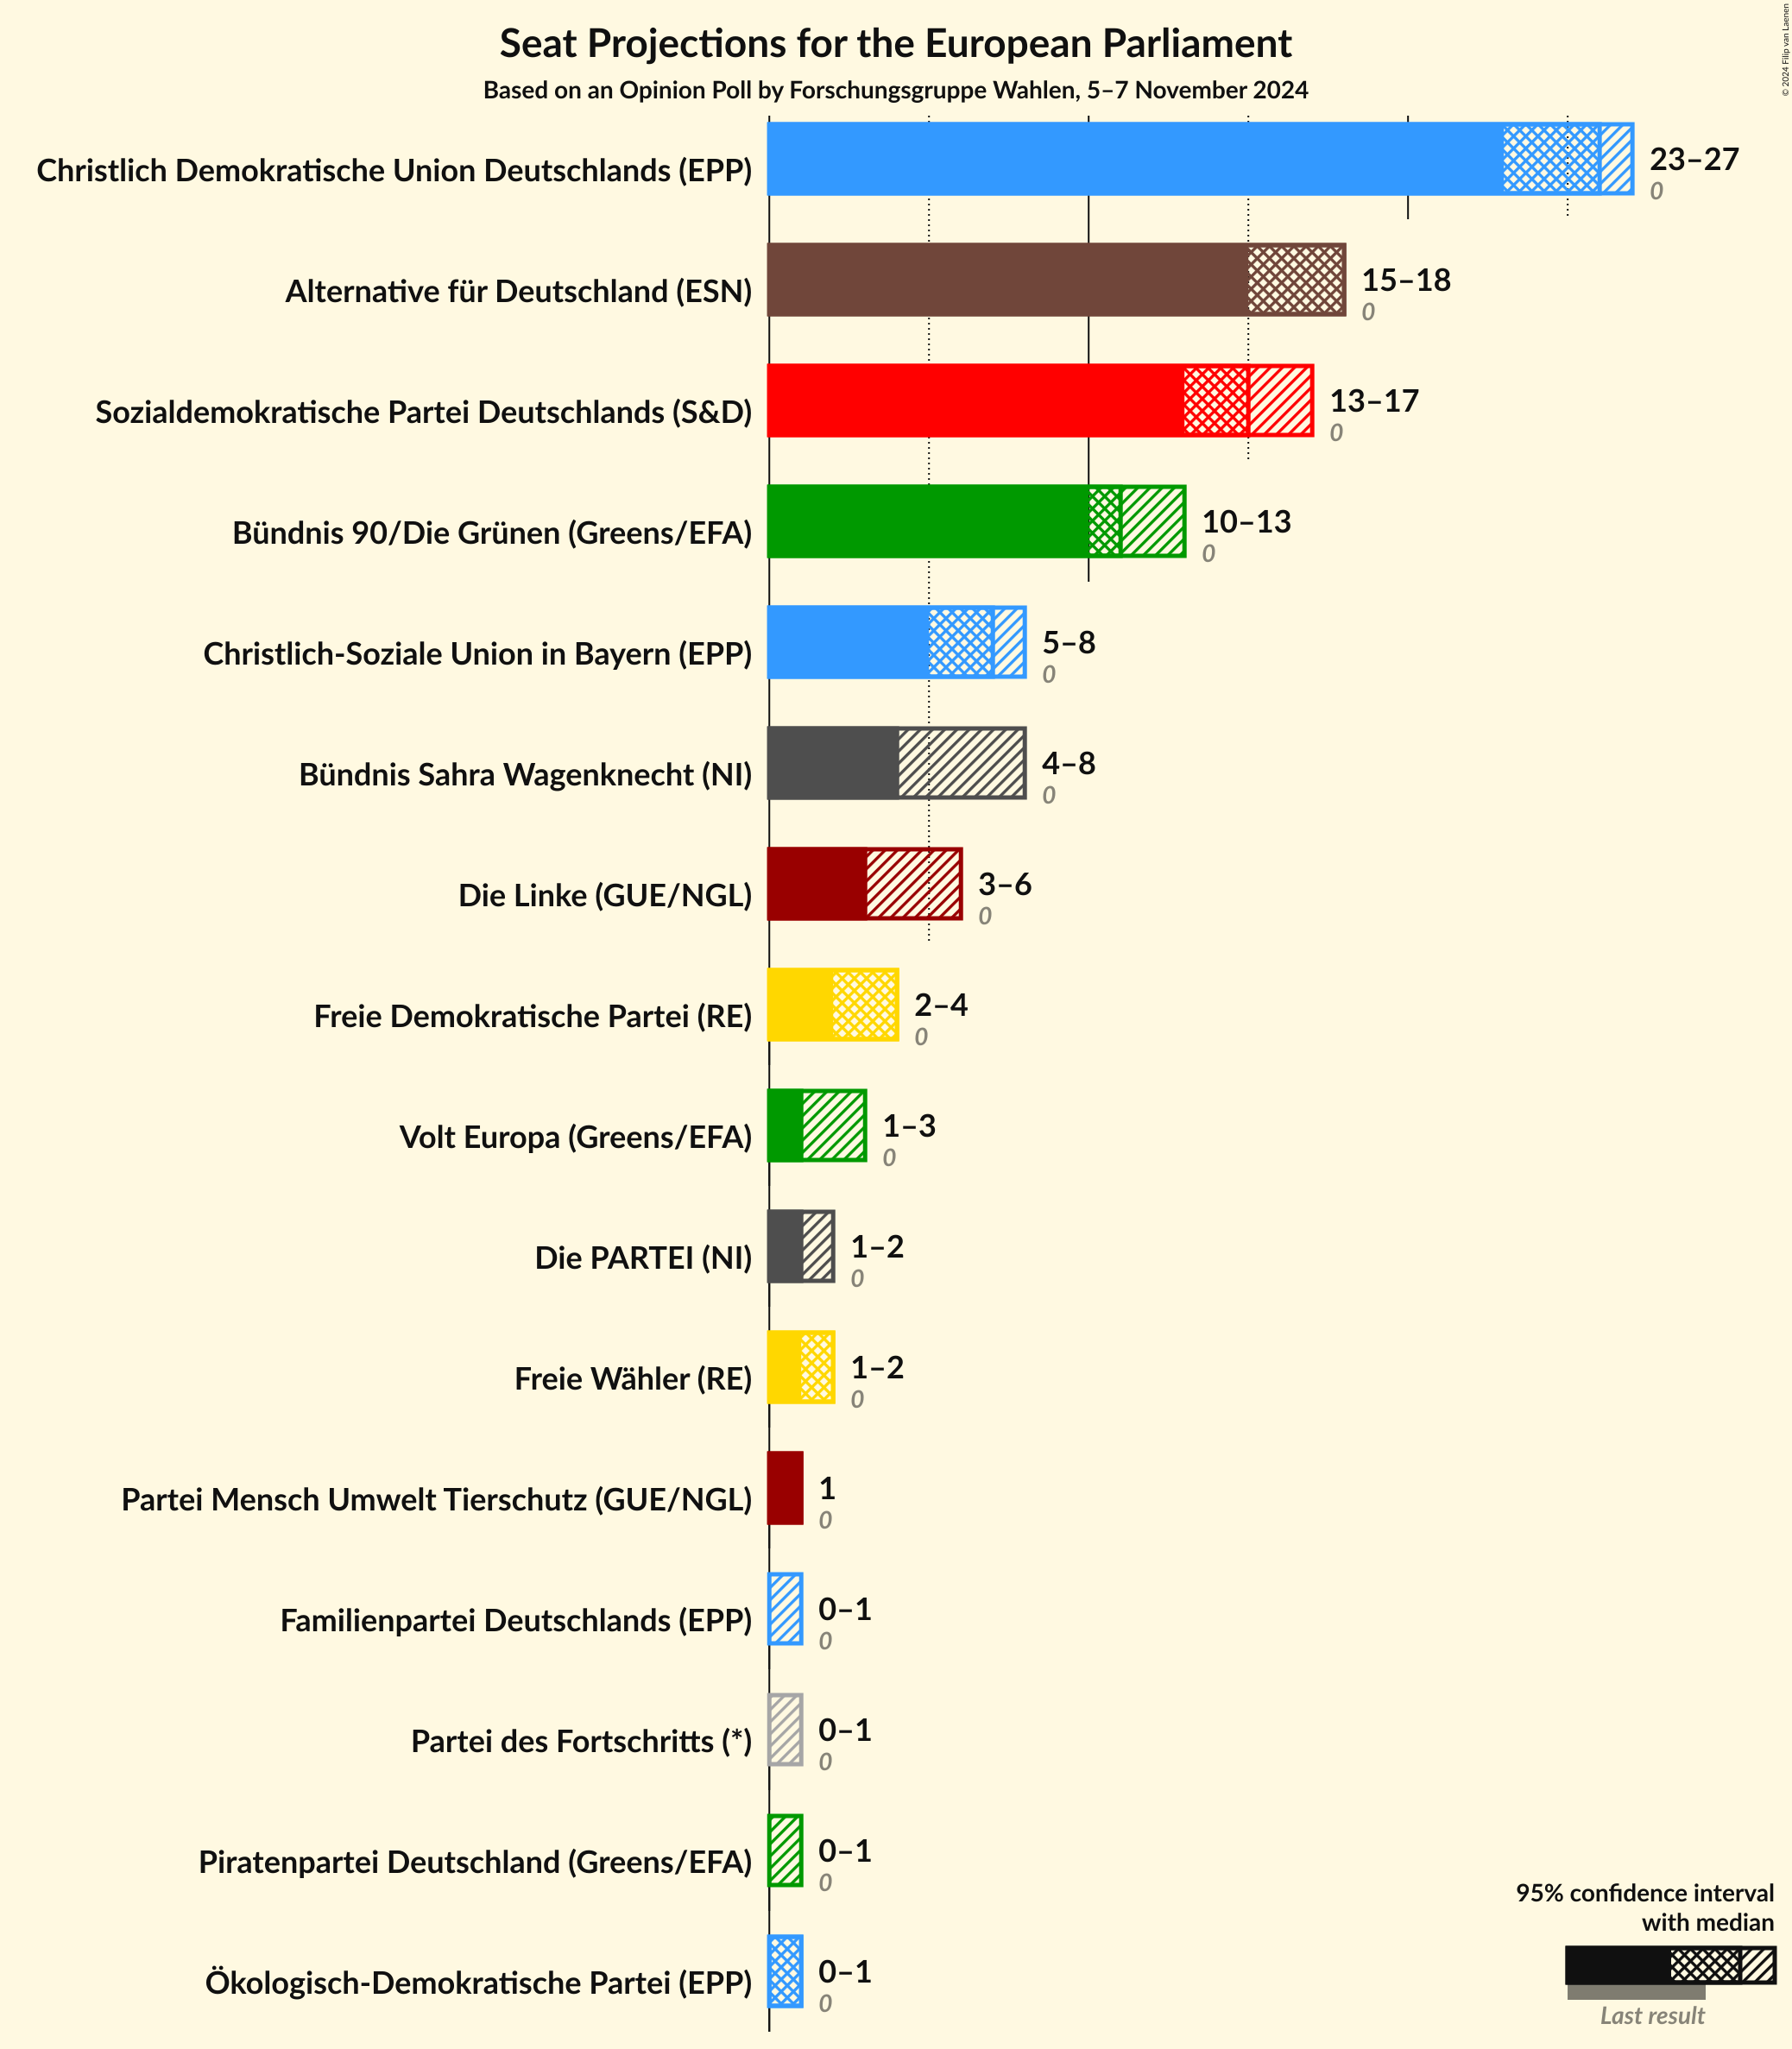 Seat Projections for the European Parliament
Based on an Opinion Poll by Forschungsgruppe Wahlen, 5–7 November 2024
© 2024 Filip van Laenen
Christlich Demokratische Union Deutschlands (EPP)
23–27
0
Alternative für Deutschland (ESN)
15–18
0
Sozialdemokratische Partei Deutschlands (S&D)
13–17
0
Bündnis 90/Die Grünen (Greens/EFA)
10–13
0
Christlich-Soziale Union in Bayern (EPP)
5–8
0
Bündnis Sahra Wagenknecht (NI)
4–8
0
Die Linke (GUE/NGL)
3–6
0
Freie Demokratische Partei (RE)
2–4
0
Volt Europa (Greens/EFA)
1–3
0
Die PARTEI (NI)
1–2
0
Freie Wähler (RE)
1–2
0
Partei Mensch Umwelt Tierschutz (GUE/NGL)
1
0
Familienpartei Deutschlands (EPP)
0–1
0
Partei des Fortschritts (*)
0–1
0
Piratenpartei Deutschland (Greens/EFA)
0–1
0
Ökologisch-Demokratische Partei (EPP)
0–1
0
95% confidence interval
with median
Last result